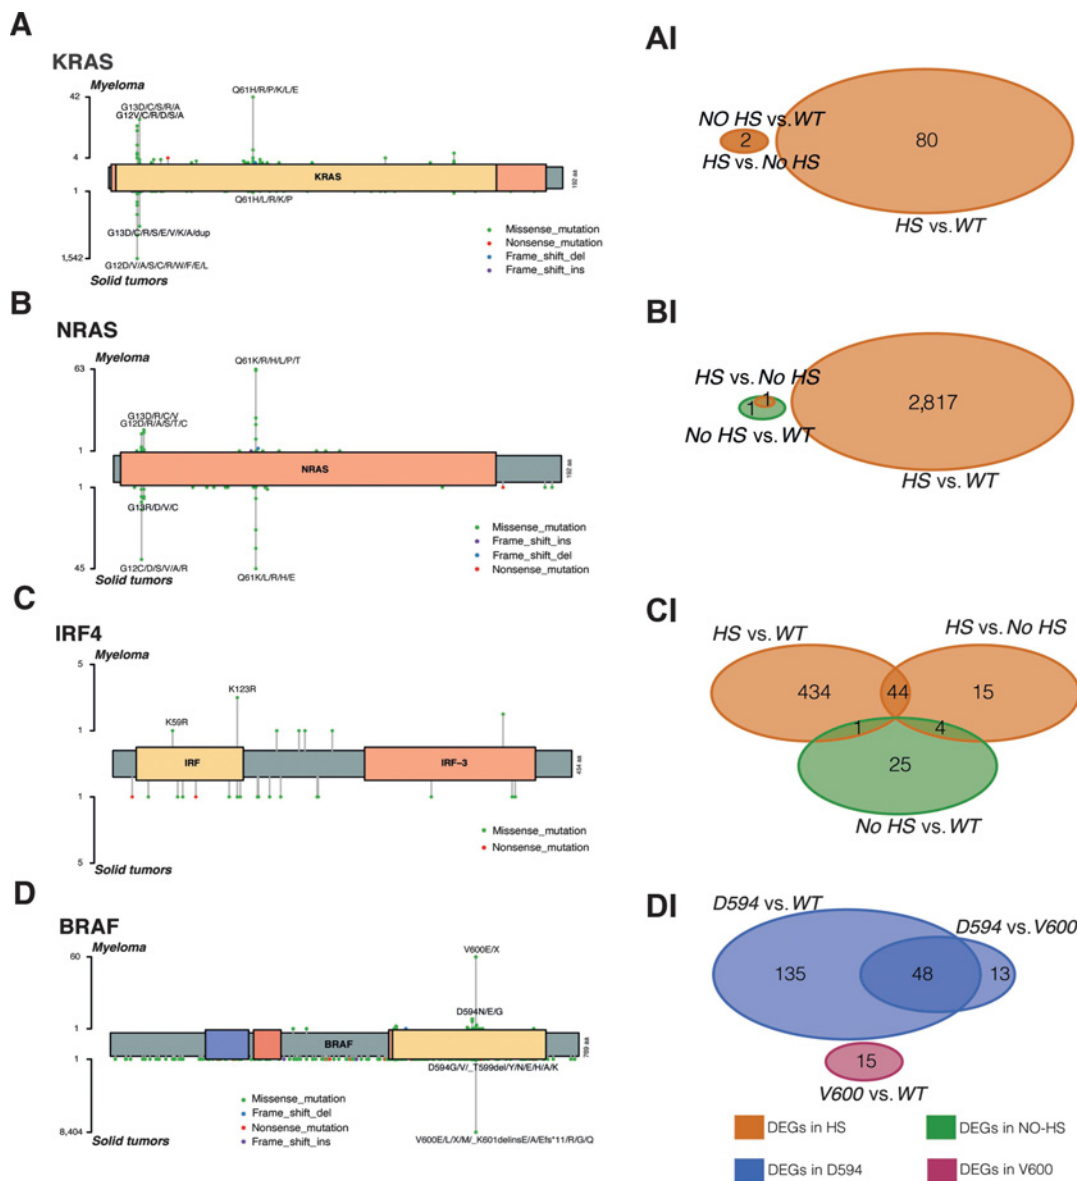 A
KRAS
Myeloma
42
G13D/C/S/R/A
G12V/C/R/D/S/A
Q61H/R/P/K/L/E
4
KRAS
192 aa
1
Q61H/L/R/K/P
G13D/C/R/S/E/V/K/A/dup
1,542
G12D/V/A/S/C/R/W/F/E/L
Solid tumors
Missense_mutation
Nonsense_mutation
Frame_shift_del
Frame_shift_ins
AI
NO HS vs. WT
2
HS vs. No HS
80
HS vs. WT
B
NRAS
Myeloma
63
Q61K/R/H/L/P/T
G13D/R/C/V
G12D/R/A/S/T/C
1
NRAS
192 aa
1
G13R/D/V/C
G12C/D/S/V/A/R
45
Q61K/L/R/H/E
Solid tumors
Missense_mutation
Frame_shift_ins
Frame_shift_del
Nonsense_mutation
BI
HS vs. No HS
1
1
No HS vs. WT
2,817
HS vs. WT
C
IRF4
Myeloma
5
K123R
K59R
1
IRF
IRF-3
434 aa
1
5
Solid tumors
Missense_mutation
Nonsense_mutation
CI
HS vs. WT
HS vs. No HS
434
44
15
1
4
25
No HS vs. WT
D
BRAF
Myeloma
60
V600E/X
D594N/E/G
1
BRAF
769 aa
1
D594G/V/_T599del/Y/N/E/H/A/K
8,404
V600E/L/X/M/_K601delinsE/A/Efs*11/R/G/Q
Solid tumors
Missense_mutation
Frame_shift_del
Nonsense_mutation
Frame_shift_ins
DI
D594 vs. WT
D594 vs. V600
135
48
13
15
V600 vs. WT
DEGs in HS
DEGs in NO-HS
DEGs in D594
DEGs in V600